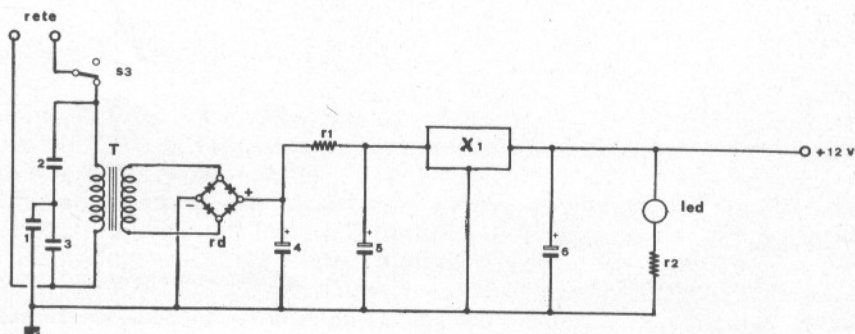 rete
s3
T
2
1
3
rd
-
+
r1
+
4
+
5
X1
+
6
led
r2
+12 V